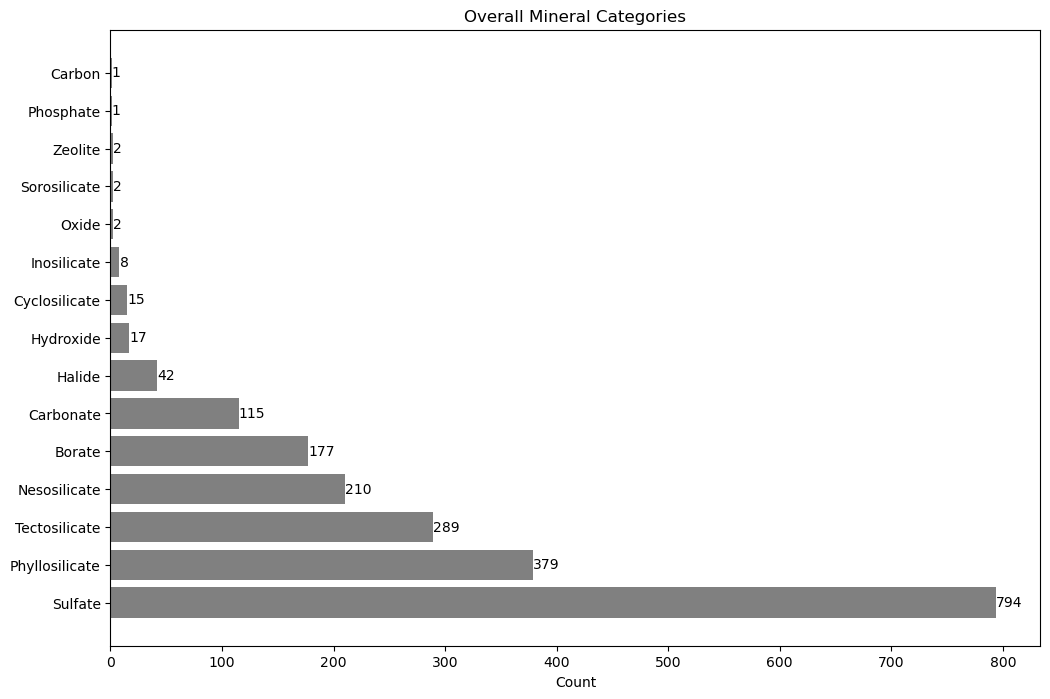 Overall Mineral Categories
Carbon 1
Phosphate 1
Zeolite 2
Sorosilicate 2
Oxide 2
Inosilicate 8
Cyclosilicate 15
Hydroxide 17
Halide 42
Carbonate 115
Borate 177
Nesosilicate 210
Tectosilicate 289
Phyllosilicate 379
Sulfate 794
0 100 200 300 400 500 600 700 800
Count